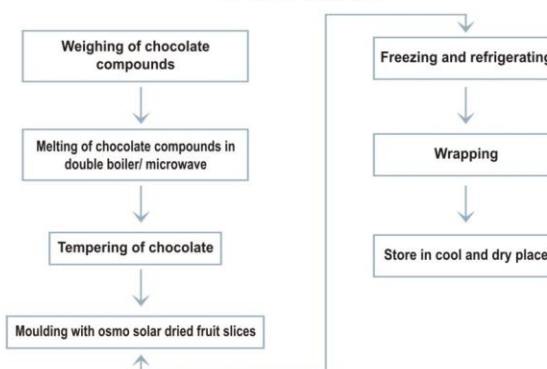 Weighing of chocolate
compounds
Melting of chocolate compounds in
double boiler/ microwave
Tempering of chocolate
Moulding with osmo solar dried fruit slices
Freezing and refrigerating
Wrapping
Store in cool and dry place